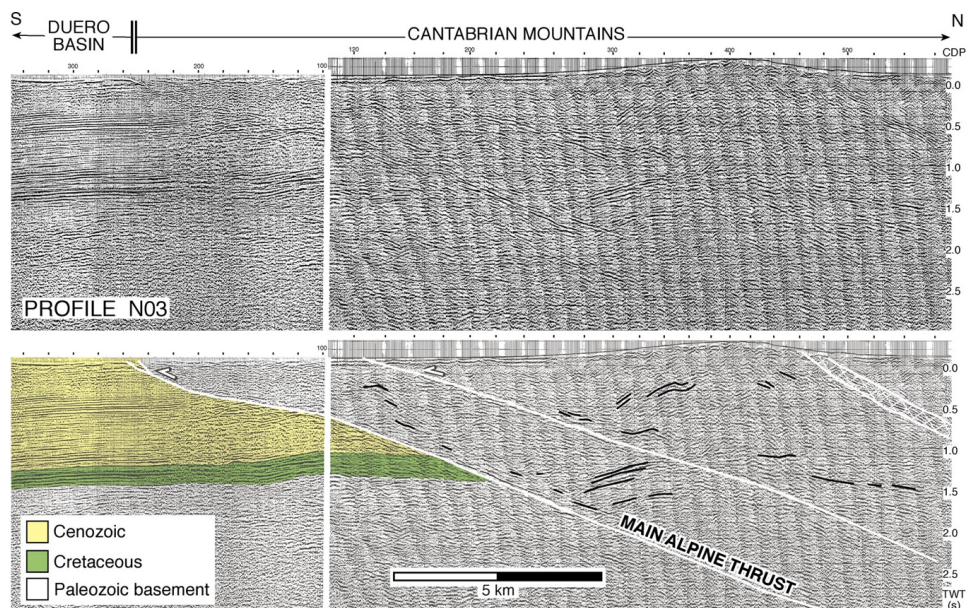 S
N
DUERO
BASIN
CANTABRIAN MOUNTAINS
120
200
300
400
500
CDP
300
200
100
0.0
0.5
1.0
1.5
2.0
2.5
PROFILE N03
100
0.0
0.5
1.0
1.5
2.0
2.5
TWT
(s)
MAIN ALPINE THRUST
Cenozoic
Cretaceous
Paleozoic basement
5 km